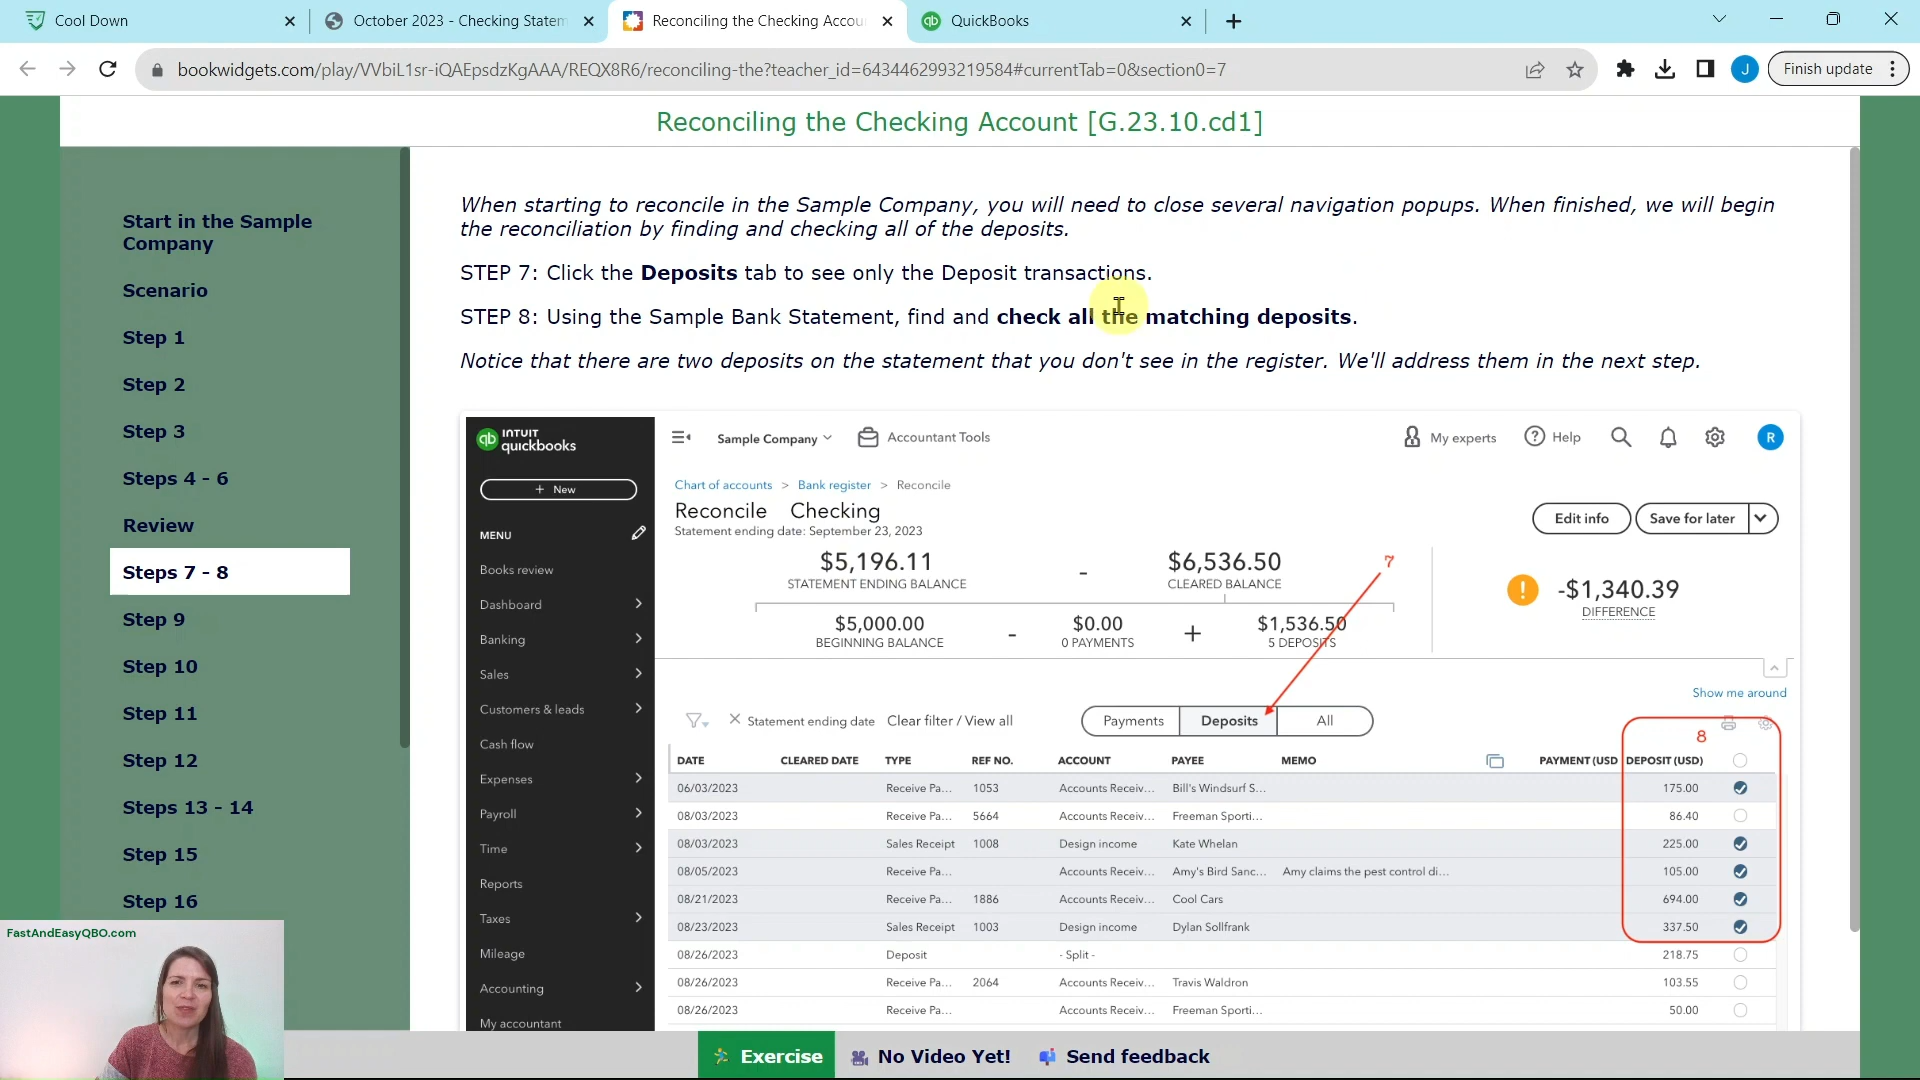 Cool Down
October 2023 - Checking Statem
Reconciling the Checking Accou
QuickBooks
bookwidgets.com/play/VVbiL1sr-iQAEpsdzKgAAA/REQX8R6/reconciling-the?teacher_id=6434462993219584#currentTab=0&section0=7
J
Finish update
Reconciling the Checking Account [G.23.10.cd1]
Start in the Sample
Company
Scenario
Step 1
Step 2
Step 3
Steps 4 - 6
Review
Steps 7 - 8
Step 9
Step 10
Step 11
Step 12
Steps 13 - 14
Step 15
Step 16
When starting to reconcile in the Sample Company, you will need to close several navigation popups. When finished, we will begin
the reconciliation by finding and checking all of the deposits.
STEP 7: Click the Deposits tab to see only the Deposit transactions.
STEP 8: Using the Sample Bank Statement, find and check all the matching deposits.
Notice that there are two deposits on the statement that you don't see in the register. We'll address them in the next step.
INTUIT
quickbooks
+ New
MENU
Books review
Dashboard
Banking
Sales
Customers & leads
Cash flow
Expenses
Payroll
Time
Reports
Taxes
Mileage
Accounting
My accountant
Sample Company
Accountant Tools
My experts
Help
R
Chart of accounts > Bank register > Reconcile
Reconcile Checking
Statement ending date: September 23, 2023
Edit info
Save for later
$5,196.11
STATEMENT ENDING BALANCE
-
$6,536.50
CLEARED BALANCE
7
$5,000.00
BEGINNING BALANCE
-
$0.00
0 PAYMENTS
+
$1,536.50
5 DEPOSITS
! -$1,340.39
DIFFERENCE
Show me around
Statement ending date Clear filter / View all
Payments Deposits All
8
DATE CLEARED DATE TYPE REF NO. ACCOUNT PAYEE MEMO PAYMENT (USD DEPOSIT (USD)
06/03/2023 Receive Pa... 1053 Accounts Receiv... Bill's Windsurf S... 175.00
08/03/2023 Receive Pa... 5664 Accounts Receiv... Freeman Sporti... 86.40
08/03/2023 Sales Receipt 1008 Design income Kate Whelan 225.00
08/05/2023 Receive Pa... Accounts Receiv... Amy's Bird Sanc... Amy claims the pest control di... 105.00
08/21/2023 Receive Pa... 1886 Accounts Receiv... Cool Cars 694.00
08/23/2023 Sales Receipt 1003 Design income Dylan Sollfrank 337.50
08/26/2023 Deposit - Split - 218.75
08/26/2023 Receive Pa... 2064 Accounts Receiv... Travis Waldron 103.55
08/26/2023 Receive Pa... Accounts Receiv... Freeman Sporti... 50.00
FastAndEasyQBO.com
Exercise
No Video Yet!
Send feedback